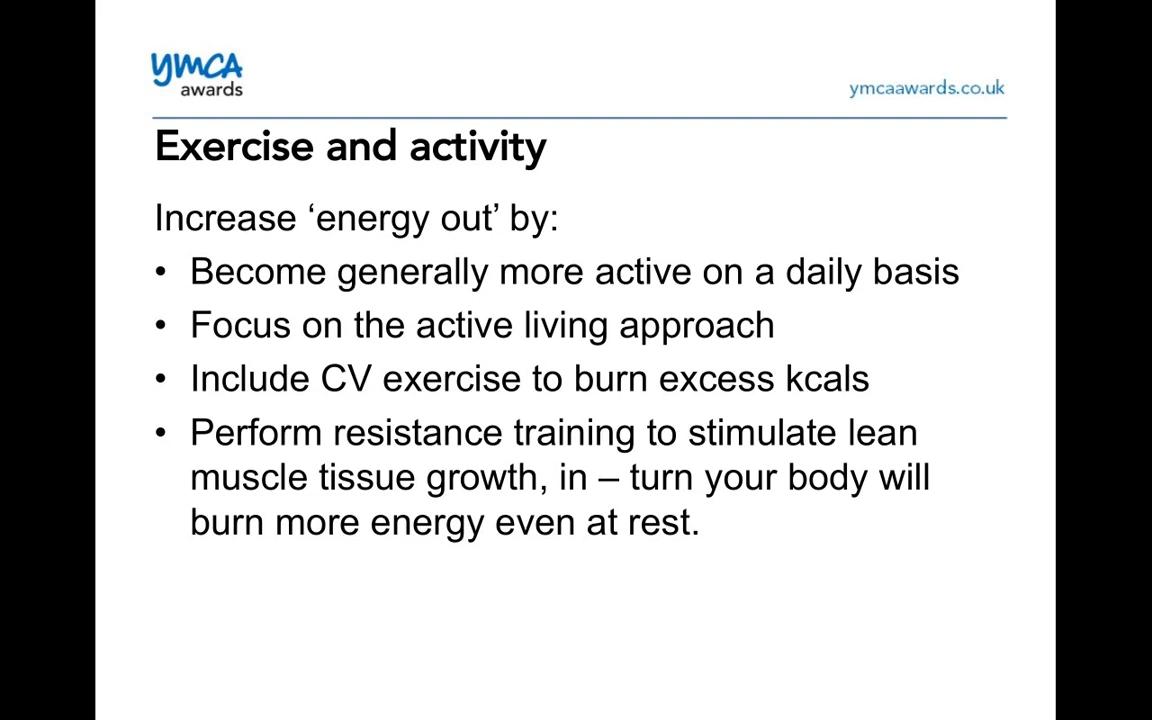 ymca
awards
ymcaawards.co.uk
Exercise and activity
Increase ‘energy out’ by:
• Become generally more active on a daily basis
• Focus on the active living approach
• Include CV exercise to burn excess kcals
• Perform resistance training to stimulate lean
muscle tissue growth, in – turn your body will
burn more energy even at rest.